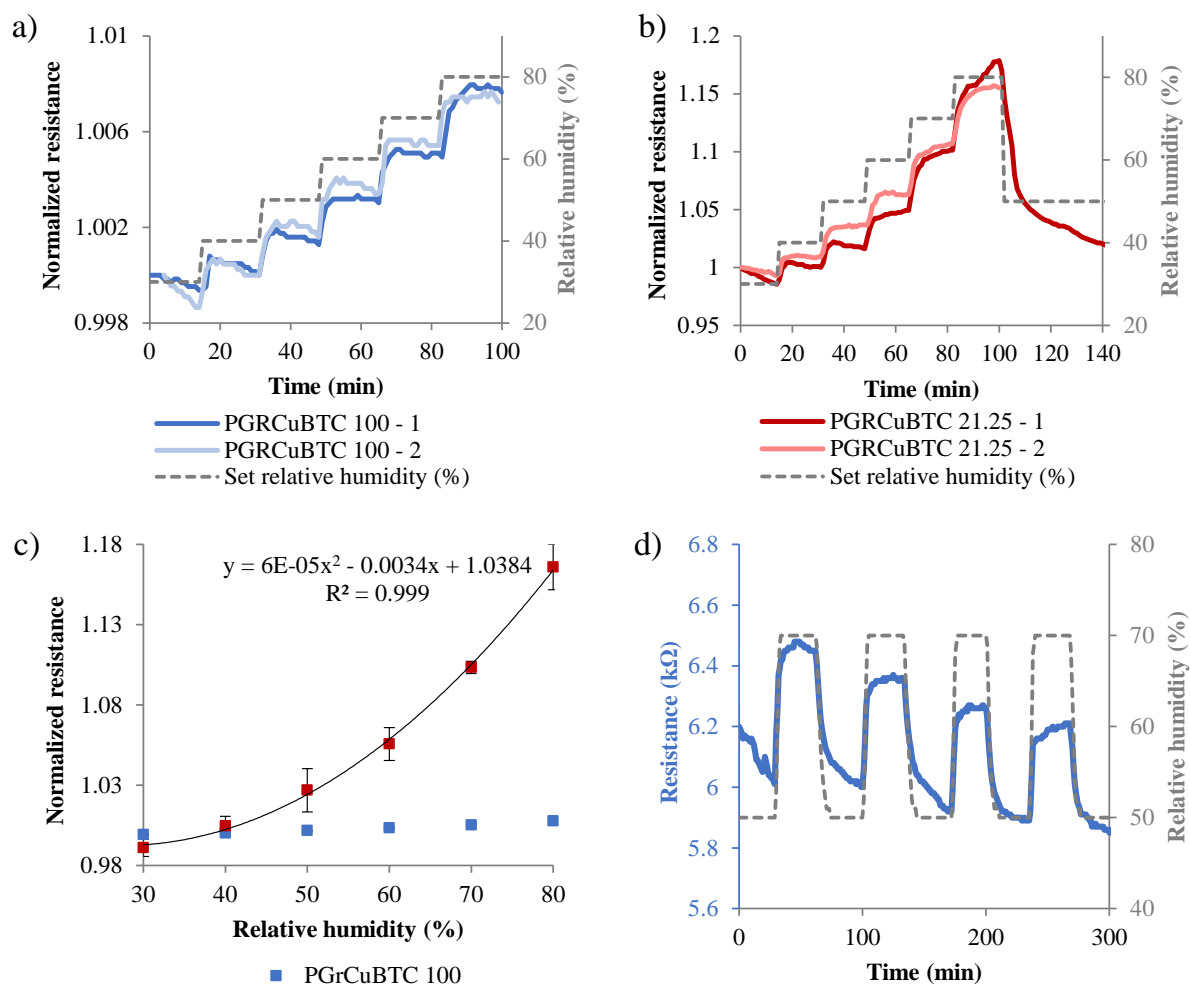 a)
1.01
1.006
1.002
0.998
Normalized resistance
80
70
60
50
40
30
20
Relative humidity (%)
0 20 40 60 80 100
Time (min)
PGRCuBTC 100 - 1
PGRCuBTC 100 - 2
Set relative humidity (%)
b)
1.2
1.15
1.1
1.05
1
0.95
Normalized resistance
80
70
60
50
40
30
20
Relative humidity (%)
0 20 40 60 80 100 120 140
Time (min)
PGRCuBTC 21.25 - 1
PGRCuBTC 21.25 - 2
Set relative humidity (%)
c)
1.18
1.13
1.08
1.03
0.98
Normalized resistance
y = 6E-05x² - 0.0034x + 1.0384
R² = 0.999
30 40 50 60 70 80
Relative humidity (%)
PGrCuBTC 100
d)
6.8
6.6
6.4
6.2
6
5.8
5.6
Resistance (kΩ)
80
70
60
50
40
Relative humidity (%)
0 100 200 300
Time (min)